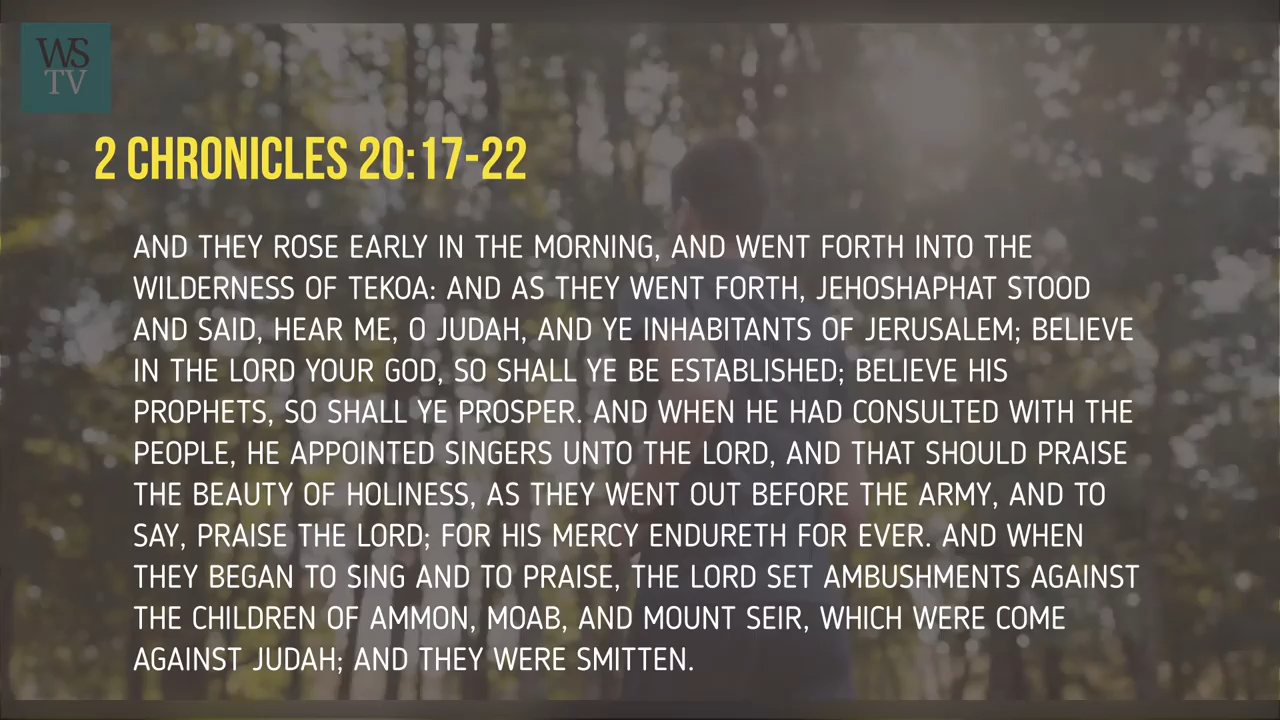 WS
TV
2 CHRONICLES 20:17-22
AND THEY ROSE EARLY IN THE MORNING, AND WENT FORTH INTO THE
WILDERNESS OF TEKOA: AND AS THEY WENT FORTH, JEHOSHAPHAT STOOD
AND SAID, HEAR ME, O JUDAH, AND YE INHABITANTS OF JERUSALEM; BELIEVE
IN THE LORD YOUR GOD, SO SHALL YE BE ESTABLISHED; BELIEVE HIS
PROPHETS, SO SHALL YE PROSPER. AND WHEN HE HAD CONSULTED WITH THE
PEOPLE, HE APPOINTED SINGERS UNTO THE LORD, AND THAT SHOULD PRAISE
THE BEAUTY OF HOLINESS, AS THEY WENT OUT BEFORE THE ARMY, AND TO
SAY, PRAISE THE LORD; FOR HIS MERCY ENDURETH FOR EVER. AND WHEN
THEY BEGAN TO SING AND TO PRAISE, THE LORD SET AMBUSHMENTS AGAINST
THE CHILDREN OF AMMON, MOAB, AND MOUNT SEIR, WHICH WERE COME
AGAINST JUDAH; AND THEY WERE SMITTEN.